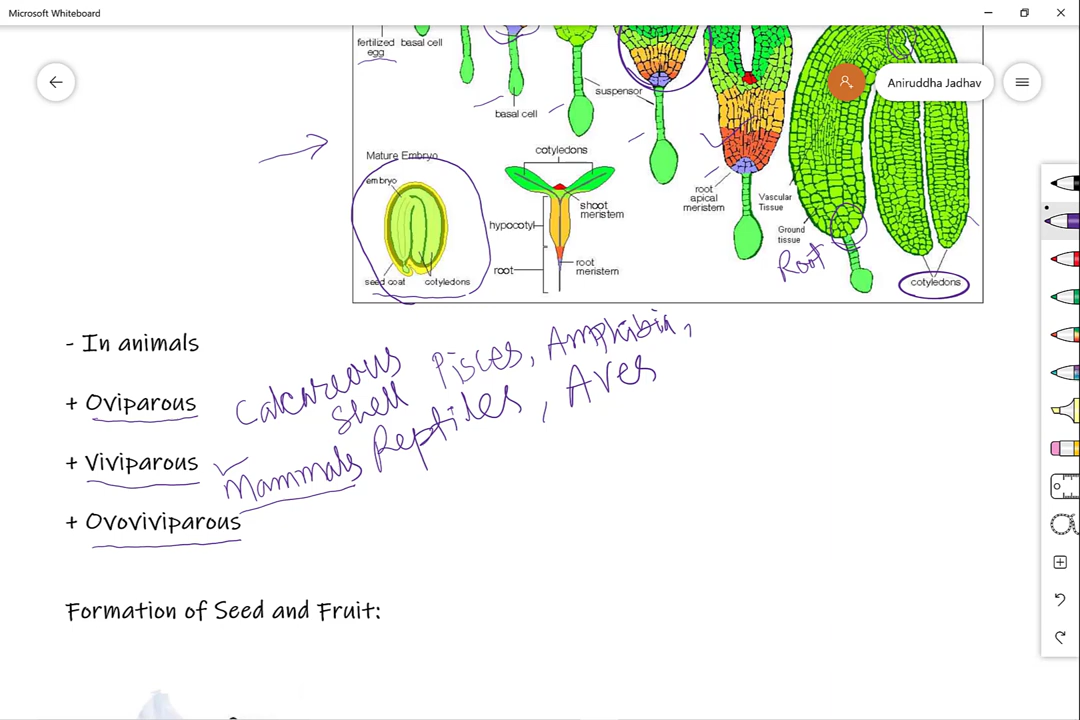 Microsoft Whiteboard
Aniruddha Jadhav
fertilized egg
basal cell
basal cell
suspensor
root apical meristem
Vascular Tissue
Ground tissue
Root
cotyledons
Mature Embryo
embryo
seed coat
cotyledons
cotyledons
shoot meristem
hypocotyl
root
root meristem
- In animals
+ Oviparous
Calcareous shell
Pisces, Amphibia,
Reptiles, Aves
+ Viviparous
Mammals
+ Ovoviviparous
Formation of Seed and Fruit: